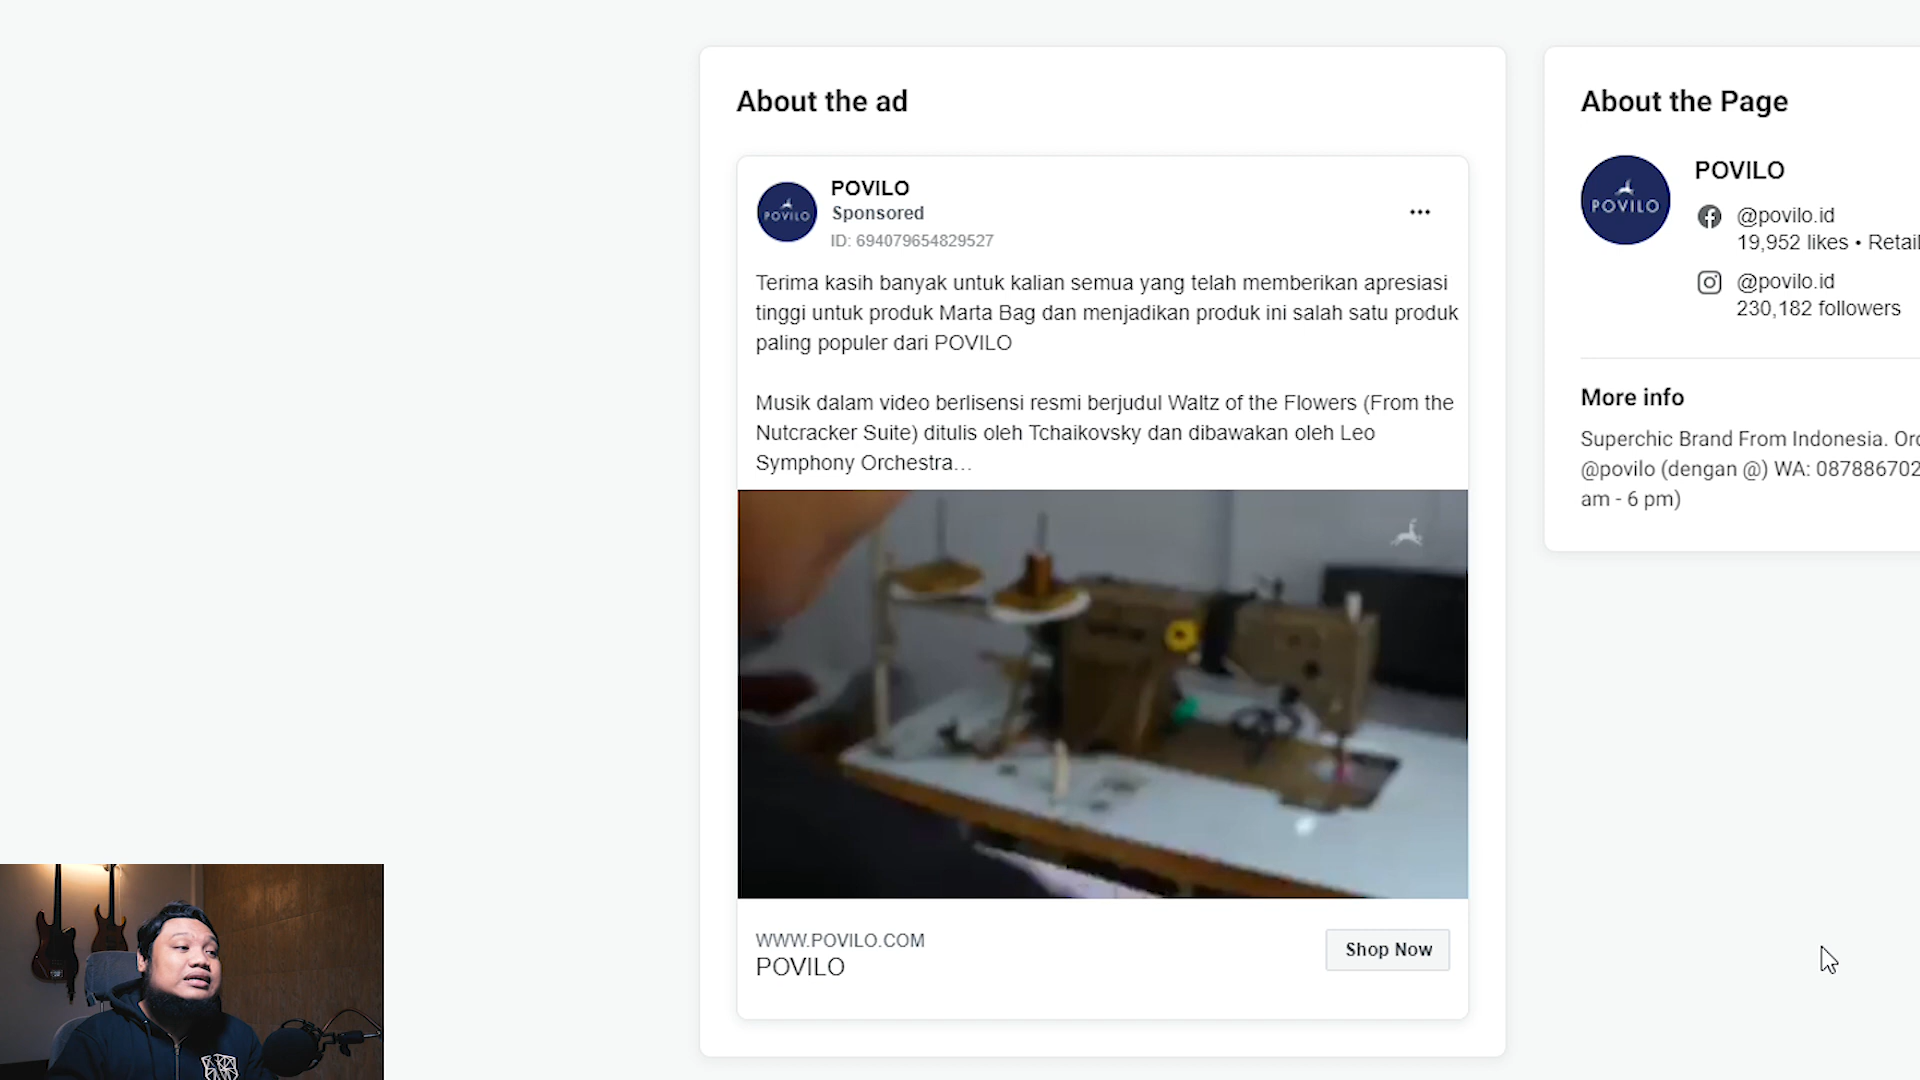 About the ad
POVILO
POVILO
Sponsored
ID: 694079654829527
Terima kasih banyak untuk kalian semua yang telah memberikan apresiasi
tinggi untuk produk Marta Bag dan menjadikan produk ini salah satu produk
paling populer dari POVILO
Musik dalam video berlisensi resmi berjudul Waltz of the Flowers (From the
Nutcracker Suite) ditulis oleh Tchaikovsky dan dibawakan oleh Leo
Symphony Orchestra…
WWW.POVILO.COM
POVILO
Shop Now
About the Page
POVILO
POVILO
@povilo.id
19,952 likes • Retail
@povilo.id
230,182 followers
More info
Superchic Brand From Indonesia.
@povilo (dengan @) WA: 087886702
am - 6 pm)